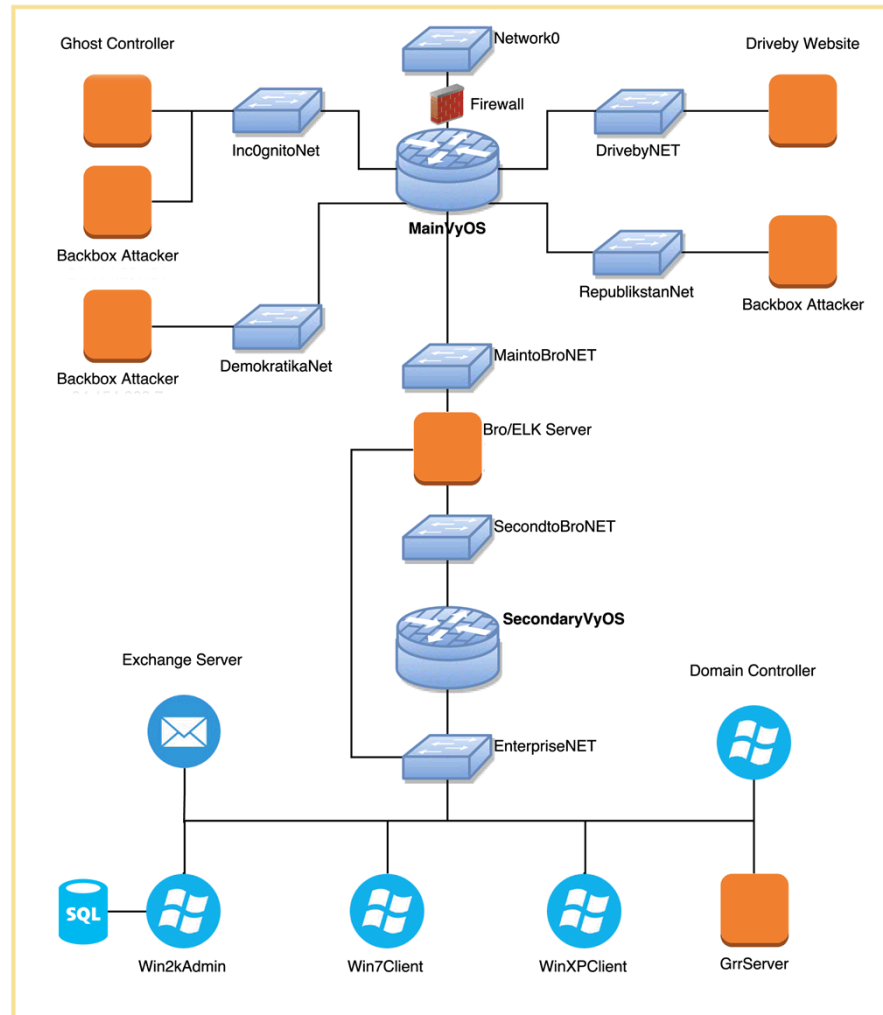 Ghost Controller
Network0
Driveby Website
Firewall
Inc0gnitoNet
DrivebyNET
MainVyOS
Backbox Attacker
RepublikstanNet
Backbox Attacker
DemokratikaNet
Backbox Attacker
MaintoBroNET
Bro/ELK Server
SecondtoBroNET
SecondaryVyOS
Exchange Server
Domain Controller
EnterpriseNET
SQL
Win2kAdmin
Win7Client
WinXPClient
GrrServer